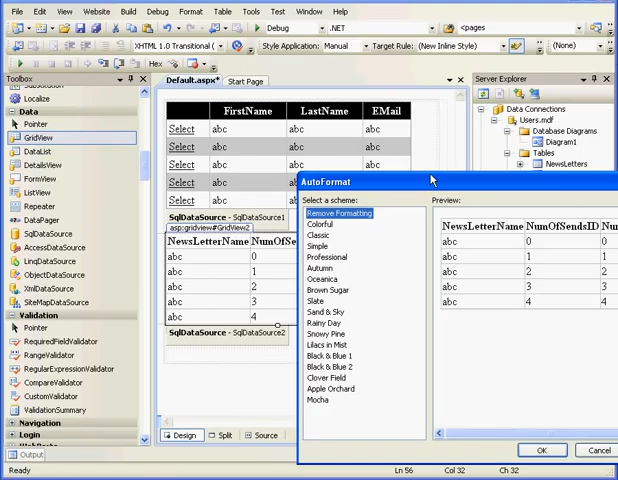 File Edit View Website Build Debug Format Table Tools Test Window Help
Debug .NET <pages
XHTML 1.0 Transitional ( Style Application: Manual Target Rule: (New Inline Style) (None)
Hex
Toolbox
Localize
Data
Pointer
GridView
DataList
DetailsView
FormView
ListView
Repeater
DataPager
SqlDataSource
AccessDataSource
LinqDataSource
ObjectDataSource
XmlDataSource
SiteMapDataSource
Validation
Pointer
RequiredFieldValidator
RangeValidator
RegularExpressionValidator
CompareValidator
CustomValidator
ValidationSummary
Navigation
Login
Output
Default.aspx* Start Page
FirstName LastName EMail
Select abc abc abc
Select abc abc abc
Select abc abc abc
Select abc abc abc
Select abc abc abc
SqlDataSource - SqlDataSource1
asp:gridview#GridView2
NewsLetterName NumOfSe
abc 0
abc 1
abc 2
abc 3
abc 4
SqlDataSource - SqlDataSource2
Design Split Source
Server Explorer
Data Connections
Users.mdf
Database Diagrams
Diagram1
Tables
NewsLetters
AutoFormat
Select a scheme:
Remove Formatting
Colorful
Classic
Simple
Professional
Autumn
Oceanica
Brown Sugar
Slate
Sand & Sky
Rainy Day
Snowy Pine
Lilacs in Mist
Black & Blue 1
Black & Blue 2
Clover Field
Apple Orchard
Mocha
Preview:
NewsLetterName NumOfSendsID Num
abc 0 0
abc 1 1
abc 2 2
abc 3 3
abc 4 4
OK Cancel
Ready Ln 56 Col 32 Ch 32